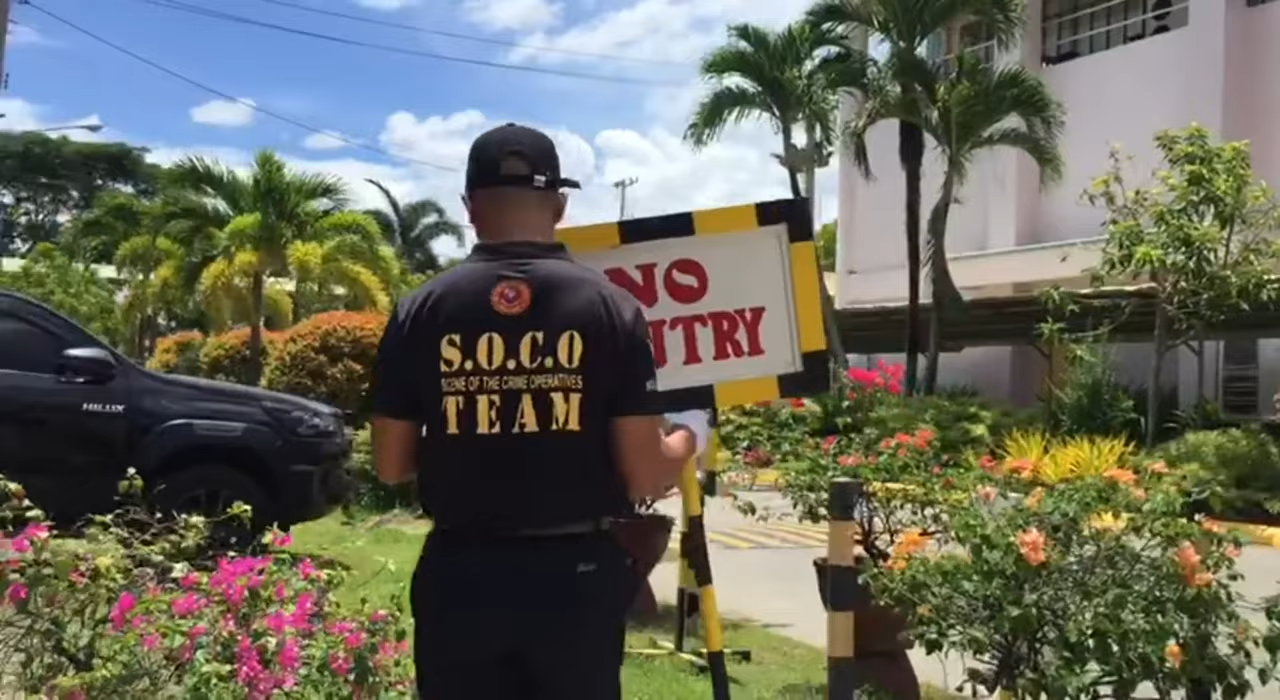 NO
NTRY
S.O.C.O
SCENE OF THE CRIME OPERATIVES
TEAM
HILUX